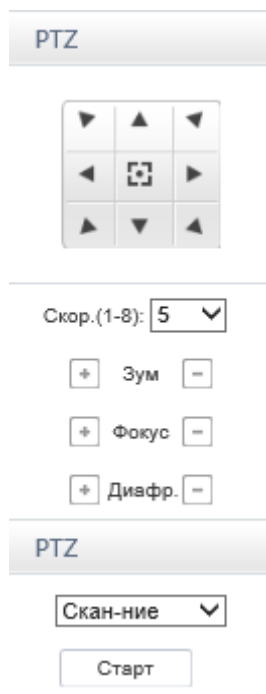 PTZ
Скор.(1-8): 5
+ Зум -
+ Фокус -
+ Диафр. -
PTZ
Скан-ние
Старт